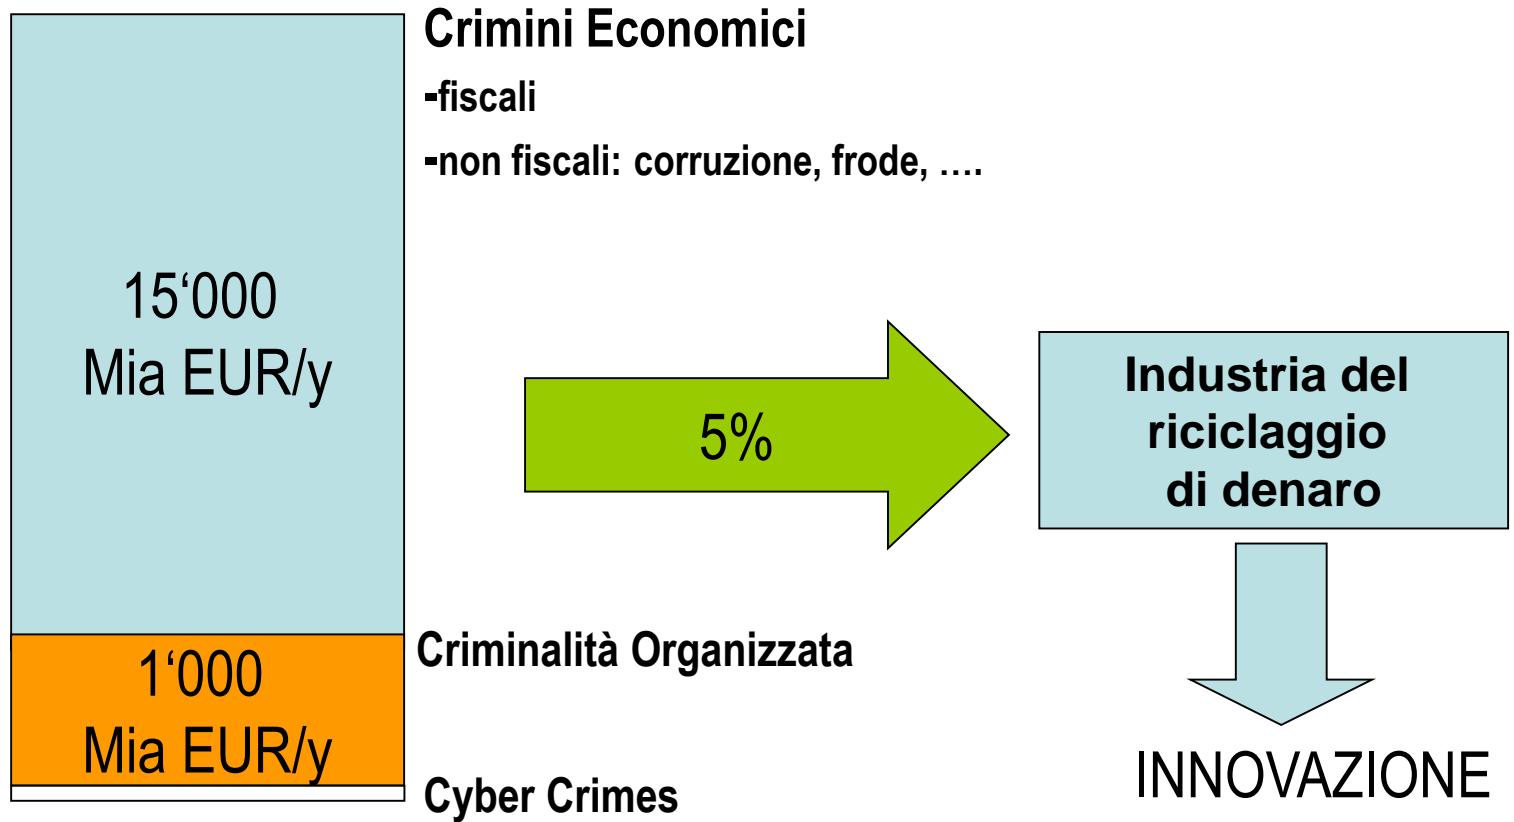 Crimini Economici
-fiscali
-non fiscali: corruzione, frode, ....
15‘000
Mia EUR/y
5%
Industria del
riciclaggio
di denaro
Criminalità Organizzata
1‘000
Mia EUR/y
INNOVAZIONE
Cyber Crimes